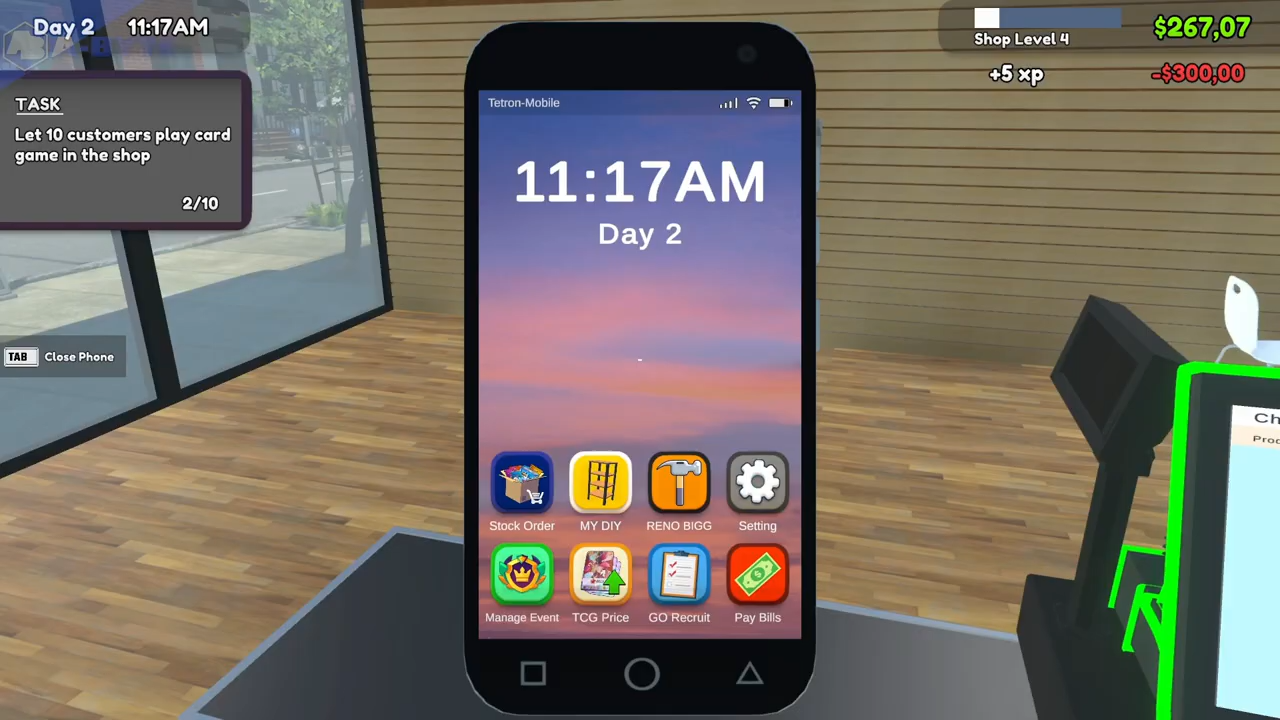 Day 2 11:17AM
TASK
Let 10 customers play card
game in the shop
2/10
TAB Close Phone
Shop Level 4
$267,07
+5 xp
-$300,00
Tetron-Mobile
11:17AM
Day 2
Stock Order MY DIY RENO BIGG Setting
Manage Event TCG Price GO Recruit Pay Bills